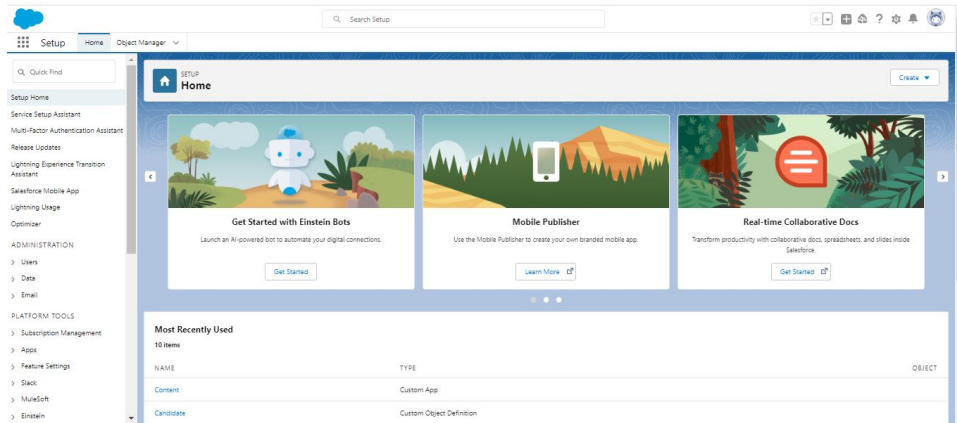 Search Setup
Setup
Home
Object Manager
Quick Find
Setup Home
Service Setup Assistant
Multi-Factor Authentication Assistant
Release Updates
Lightning Experience Transition
Assistant
Salesforce Mobile App
Lightning Usage
Optimizer
ADMINISTRATION
Users
Data
Email
PLATFORM TOOLS
Subscription Management
Apps
Feature Settings
Slack
MuleSoft
Einstein
SETUP
Home
Create
Get Started with Einstein Bots
Launch an AI-powered bot to automate your digital connections.
Get Started
Mobile Publisher
Use the Mobile Publisher to create your own branded mobile app.
Learn More
Real-time Collaborative Docs
Transform productivity with collaborative docs, spreadsheets, and slides inside
Salesforce.
Get Started
Most Recently Used
10 items
NAME TYPE OBJECT
Content Custom App
Candidate Custom Object Definition